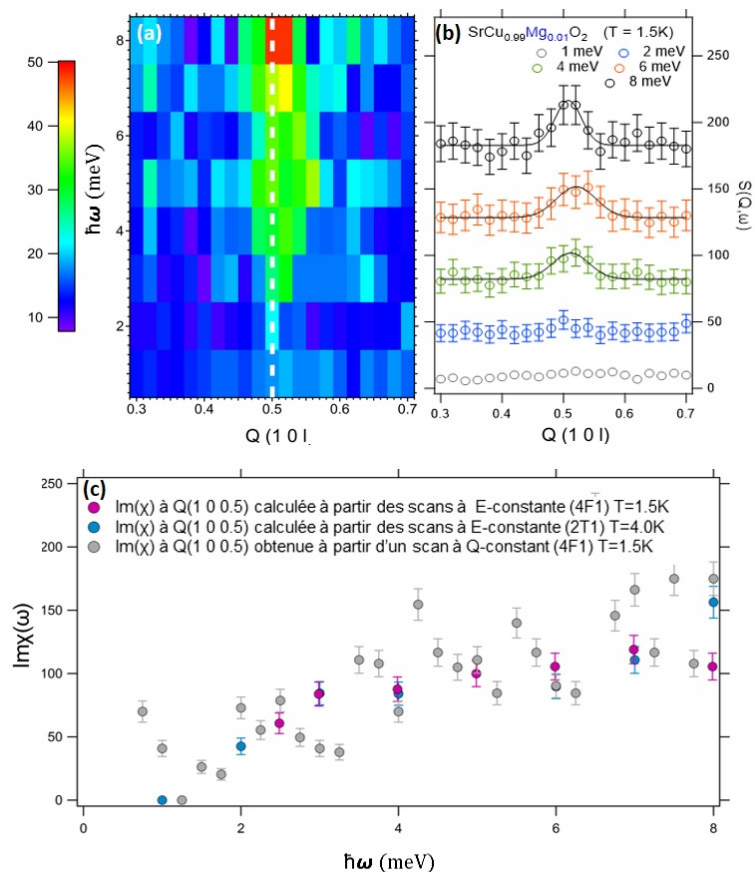 (a)
50
40
30
20
10
ħω (meV)
8
6
4
2
0.3 0.4 0.5 0.6 0.7
Q (1 0 l)
(b) SrCu0.99Mg0.01O2 (T = 1.5K)
1 meV 2 meV
4 meV 6 meV
8 meV
250
200
150
100
50
0
S(Q,ω)
0.3 0.4 0.5 0.6 0.7
Q (1 0 l)
(c)
Im(χ) à Q(1 0 0.5) calculée à partir des scans à E-constante (4F1) T=1.5K
Im(χ) à Q(1 0 0.5) calculée à partir des scans à E-constante (2T1) T=4.0K
Im(χ) à Q(1 0 0.5) obtenue à partir d'un scan à Q-constant (4F1) T=1.5K
250
200
150
100
50
0
Imχ(ω)
0 2 4 6 8
ħω (meV)